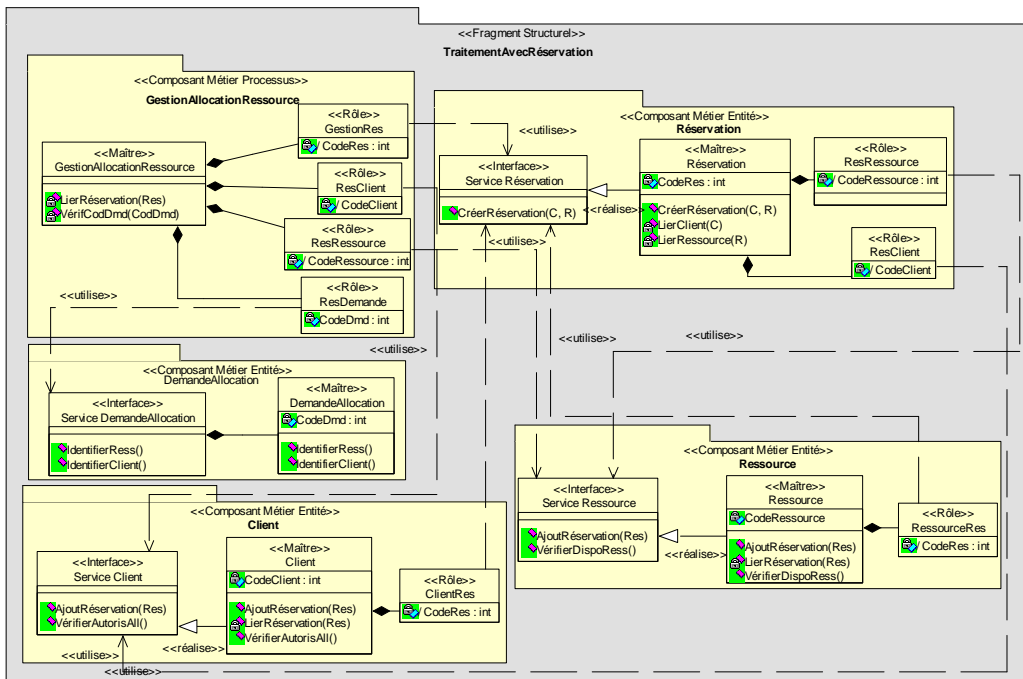 <<Fragment Structurel>>
TraitementAvecRéservation
<<Composant Métier Processus>>
GestionAllocationRessource
<<Maître>>
GestionAllocationRessource
LierRéservation(Res)
VérifCodDmd(CodDmd)
<<Rôle>>
GestionRes
/ CodeRes : int
<<Rôle>>
ResClient
/ CodeClient
<<Rôle>>
ResRessource
/ CodeRessource : int
<<Rôle>>
ResDemande
CodeDmd : int
<<utilise>>
<<utilise>>
<<Composant Métier Entité>>
Réservation
<<utilise>>
<<Interface>>
Service Réservation
CréerRéservation(C, R)
<<réalise>>
<<utilise>>
<<Maître>>
Réservation
CodeRes : int
CréerRéservation(C, R)
LierClient(C)
LierRessource(R)
<<Rôle>>
ResRessource
/ CodeRessource : int
<<Rôle>>
ResClient
/ CodeClient
<<utilise>>
<<utilise>>
<<Composant Métier Entité>>
DemandeAllocation
<<Interface>>
Service DemandeAllocation
IdentifierRess()
IdentifierClient()
<<Maître>>
DemandeAllocation
CodeDmd : int
IdentifierRess()
IdentifierClient()
<<Composant Métier Entité>>
Ressource
<<Interface>>
Service Ressource
AjoutRéservation(Res)
VérifierDispoRess()
<<réalise>>
<<Maître>>
Ressource
CodeRessource
AjoutRéservation(Res)
LierRéservation(Res)
VérifierDispoRess()
<<Rôle>>
RessourceRes
/ CodeRes : int
<<Composant Métier Entité>>
Client
<<Interface>>
Service Client
AjoutRéservation(Res)
VérifierAutorisAll()
<<réalise>>
<<Maître>>
Client
CodeClient : int
AjoutRéservation(Res)
LierRéservation(Res)
VérifierAutorisAll()
<<Rôle>>
ClientRes
/ CodeRes : int
<<utilise>>
<<utilise>>